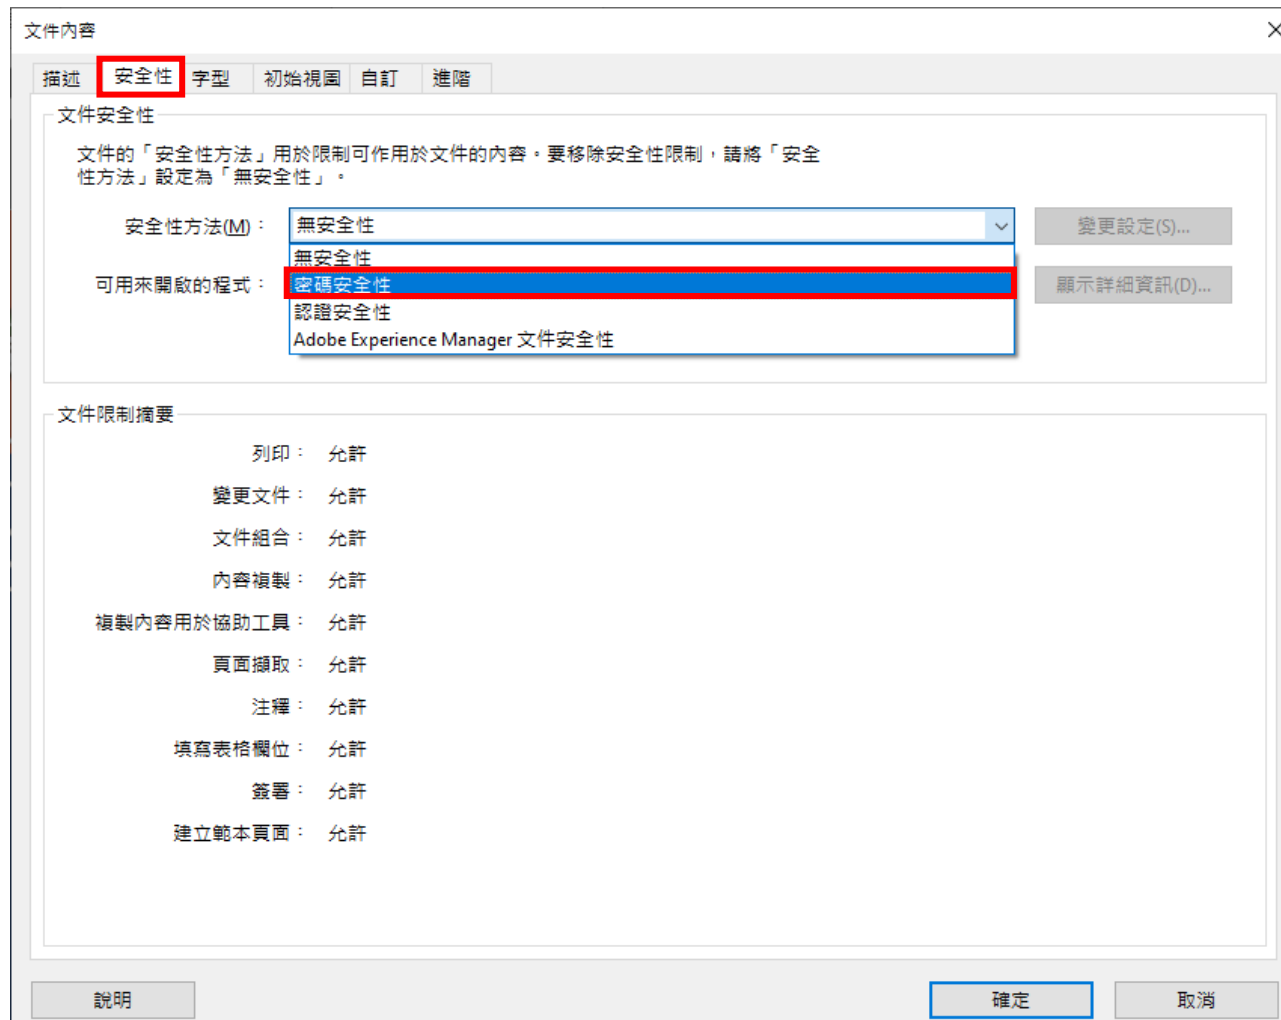 文件內容
描述 安全性 字型 初始視圖 自訂 進階
文件安全性
文件的「安全性方法」用於限制可作用於文件的內容。要移除安全性限制，請將「安全
性方法」設定為「無安全性」。
安全性方法(M)： 無安全性 變更設定(S)...
無安全性
可用來開啟的程式： 密碼安全性 顯示詳細資訊(D)...
認證安全性
Adobe Experience Manager 文件安全性
文件限制摘要
列印： 允許
變更文件： 允許
文件組合： 允許
內容複製： 允許
複製內容用於協助工具： 允許
頁面擷取： 允許
注釋： 允許
填寫表格欄位： 允許
簽署： 允許
建立範本頁面： 允許
說明 確定 取消